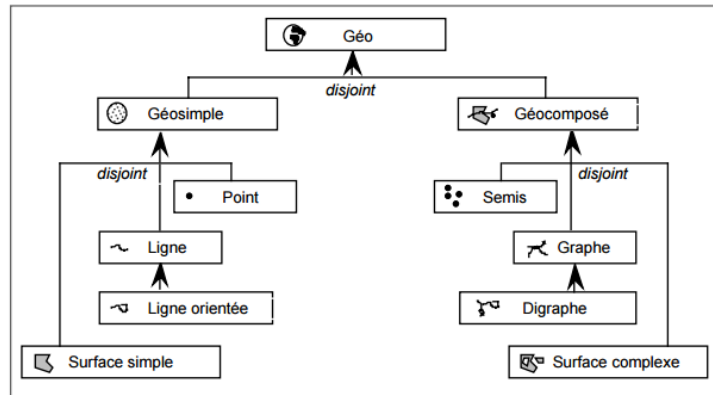 Géo
disjoint
Géosimple
Géocomposé
disjoint
disjoint
Point
Semis
Ligne
Graphe
Ligne orientée
Digraphe
Surface simple
Surface complexe